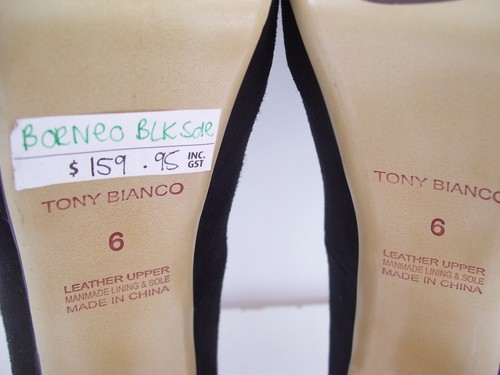 BORNEO BLK Sde
$ 159.95 INC. GST
TONY BIANCO
6
LEATHER UPPER
MANMADE LINING & SOLE
MADE IN CHINA
TONY BIANCO
6
LEATHER UPPER
MANMADE LINING & SOLE
MADE IN CHINA